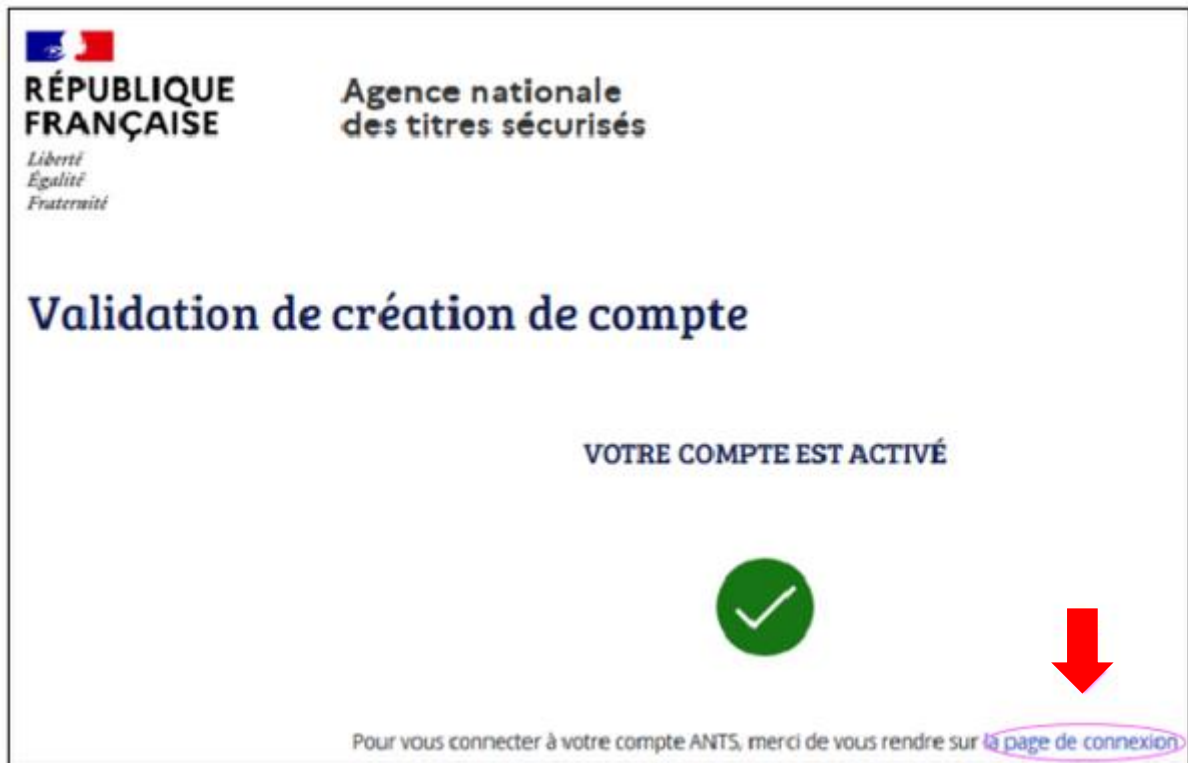 RÉPUBLIQUE
FRANÇAISE
Liberté
Égalité
Fraternité
Agence nationale
des titres sécurisés
Validation de création de compte
VOTRE COMPTE EST ACTIVÉ
Pour vous connecter à votre compte ANTS, merci de vous rendre sur la page de connexion